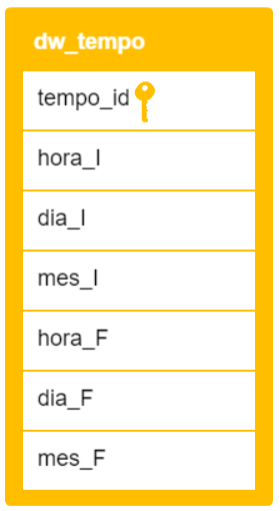 dw_tempo
tempo_id
hora_I
dia_I
mes_I
hora_F
dia_F
mes_F